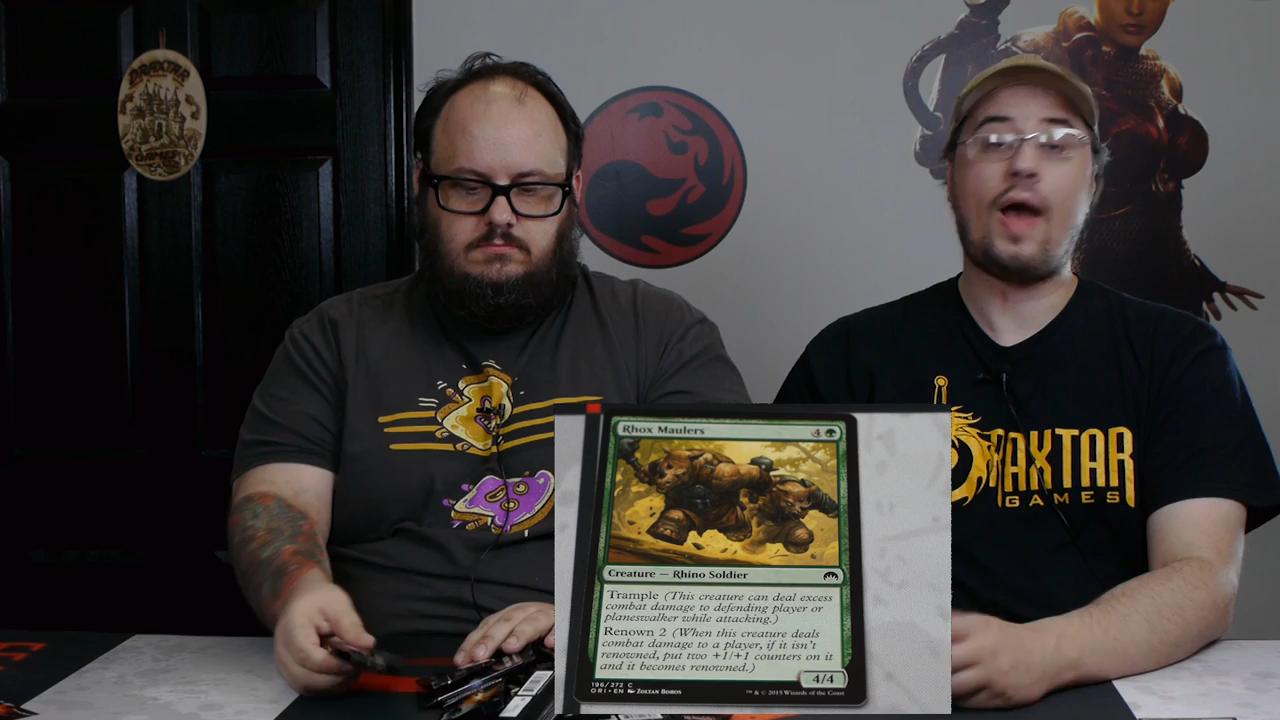 DRAXTAR
GAMES
DRAXTAR
GAMES
Rhox Maulers 4
Creature — Rhino Soldier
Trample (This creature can deal excess
combat damage to defending player or
planeswalker while attacking.)
Renown 2 (When this creature deals
combat damage to a player, if it isn't
renowned, put two +1/+1 counters on it
and it becomes renowned.)
4/4
196/272 C
ORI • EN Zoltan Boros
™ & © 2015 Wizards of the Coast